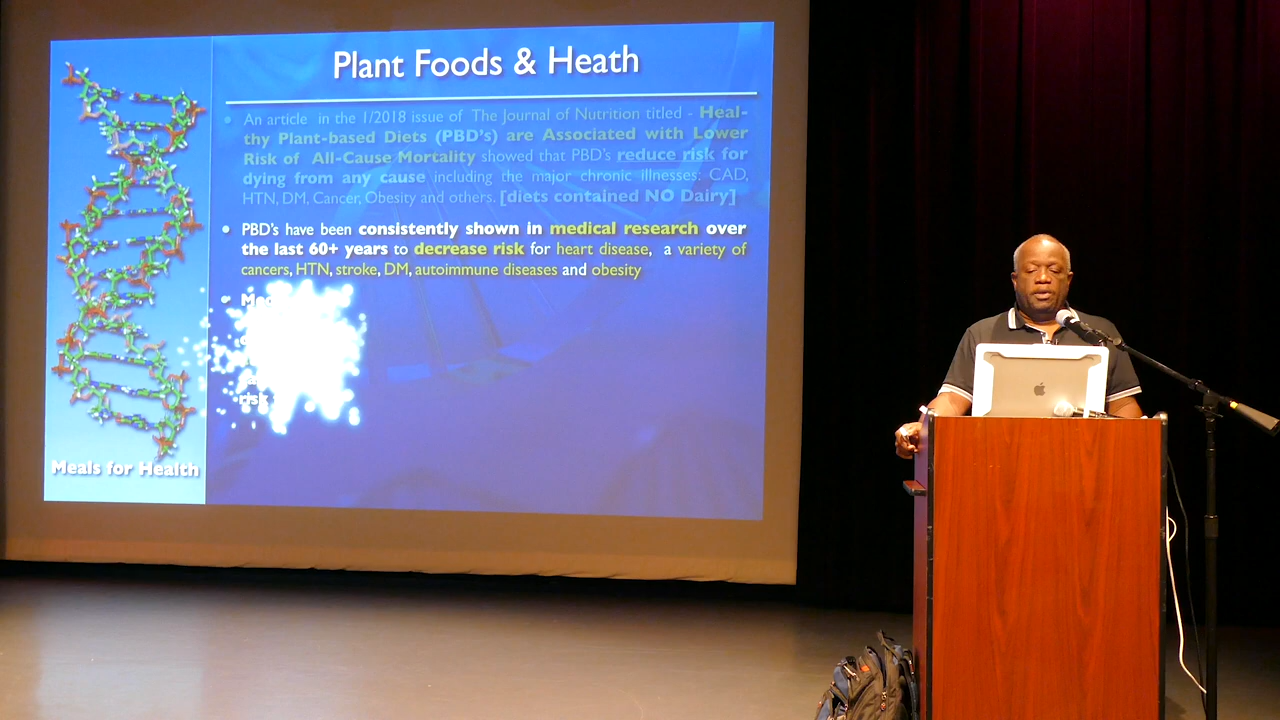 Plant Foods & Heath
• An article in the 1/2018 issue of The Journal of Nutrition titled - Heal-
thy Plant-based Diets (PBD's) are Associated with Lower
Risk of All-Cause Mortality showed that PBD's reduce risk for
dying from any cause including the major chronic illnesses: CAD,
HTN, DM, Cancer, Obesity and others. [diets contained NO Dairy]
• PBD's have been consistently shown in medical research over
the last 60+ years to decrease risk for heart disease, a variety of
cancers, HTN, stroke, DM, autoimmune diseases and obesity
risk
Meals for Health